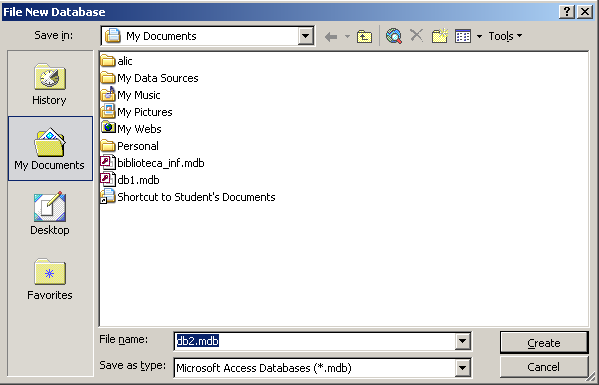 File New Database
Save in: My Documents Tools
alic
My Data Sources
My Music
My Pictures
My Webs
Personal
biblioteca_inf.mdb
db1.mdb
Shortcut to Student's Documents
History
My Documents
Desktop
Favorites
File name: db2.mdb Create
Save as type: Microsoft Access Databases (*.mdb) Cancel